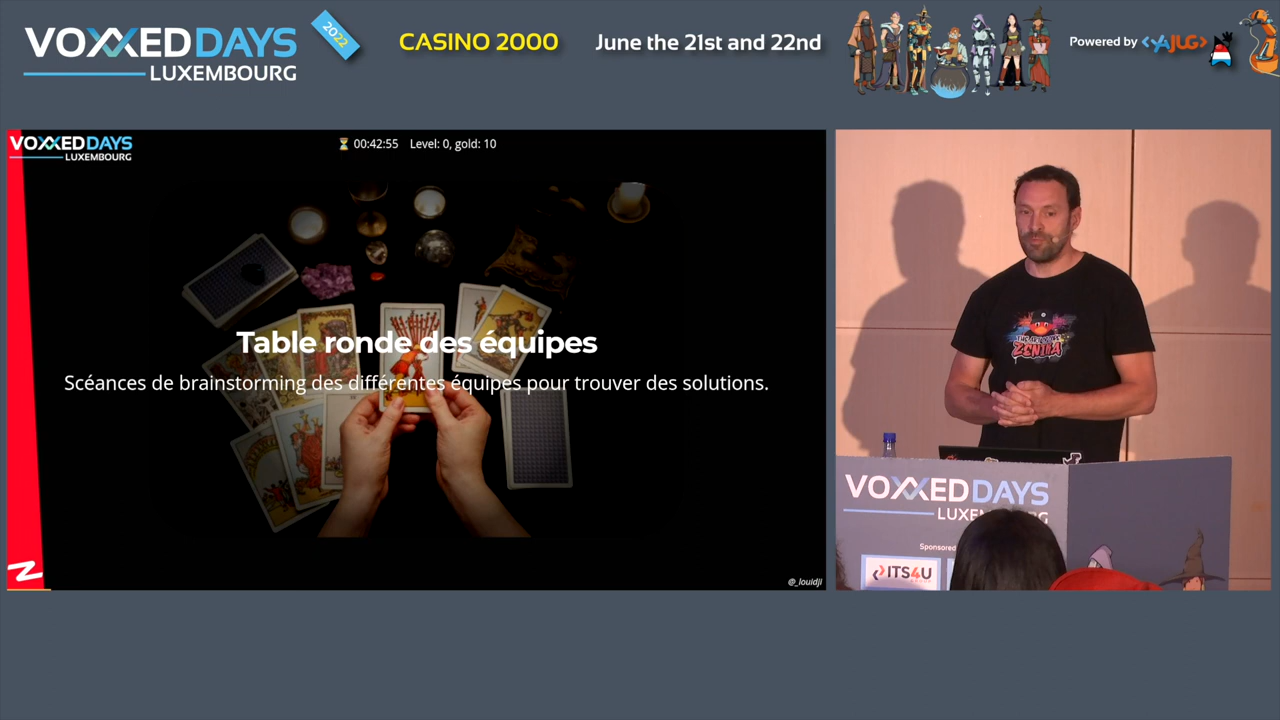 VOXXED DAYS
LUXEMBOURG
2022
CASINO 2000
June the 21st and 22nd
Powered by <YAJUG>
VOXXED DAYS
LUXEMBOURG
00:42:55 Level: 0, gold: 10
Table ronde des équipes
Scéances de brainstorming des différentes équipes pour trouver des solutions.
@_louidji
ZENIKA
VOXXED DAYS
Sponsored
ITS4U